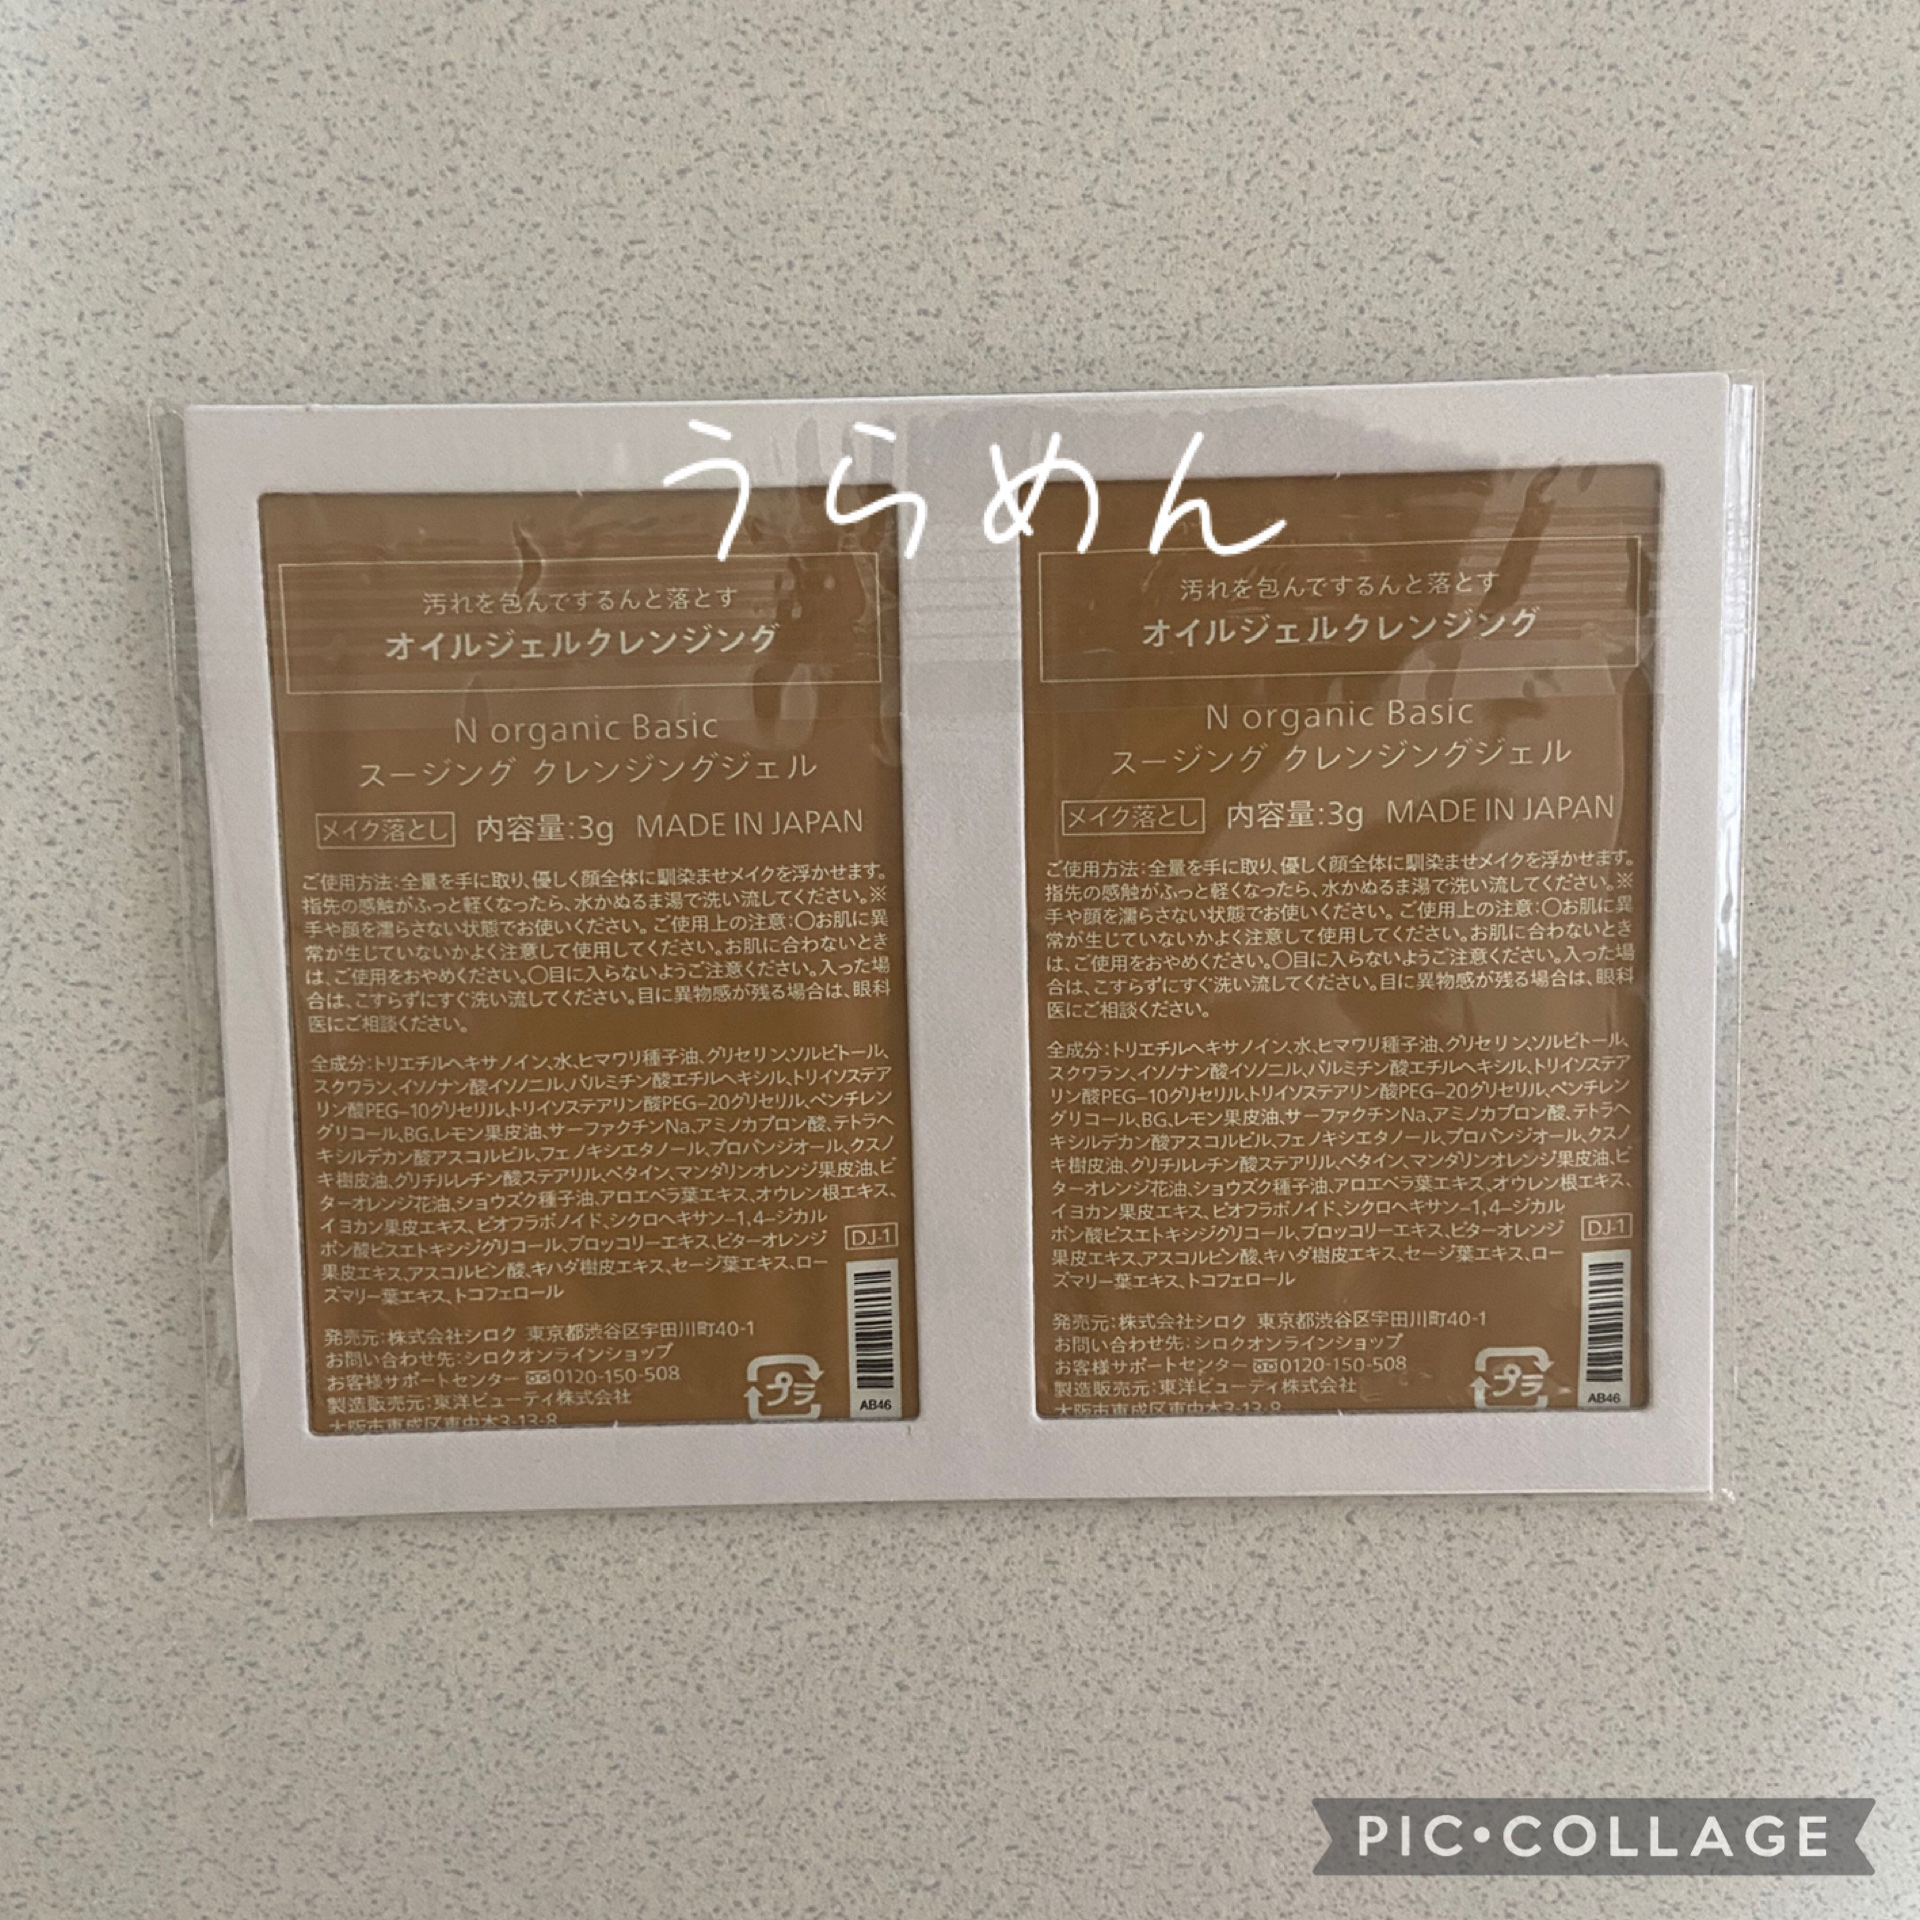 うらめん
汚れを包んでするんと落とす
オイルジェルクレンジング
N organic Basic
スージング クレンジングジェル
メイク落とし 内容量:3g MADE IN JAPAN
ご使用方法:全量を手に取り、優しく顔全体に馴染ませメイクを浮かせます。
指先の感触がふっと軽くなったら、水かぬるま湯で洗い流してください。※
手や顔を濡らさない状態でお使いください。ご使用上の注意:○お肌に異
常が生じていないかよく注意して使用してください。お肌に合わないとき
は、ご使用をおやめください。○目に入らないようご注意ください。入った場
合は、こすらずにすぐ洗い流してください。目に異物感が残る場合は、眼科
医にご相談ください。
全成分:トリエチルヘキサノイン、水、ヒマワリ種子油、グリセリン、ソルビトール、
スクワラン、イソノナン酸イソノニル、パルミチン酸エチルヘキシル、トリイソステア
リン酸PEG–10グリセリル、トリイソステアリン酸PEG–20グリセリル、ペンチレン
グリコール、BG、レモン果皮油、サーファクチンNa、アミノカプロン酸、テトラヘ
キシルデカン酸アスコルビル、フェノキシエタノール、プロパンジオール、クスノ
キ樹皮油、グリチルレチン酸ステアリル、ベタイン、マンダリンオレンジ果皮油、ビ
ターオレンジ花油、ショウズク種子油、アロエベラ葉エキス、オウレン根エキス、
イヨカン果皮エキス、ビオフラボノイド、シクロヘキサン–1,4–ジカル
ボン酸ビスエトキシジグリコール、ブロッコリーエキス、ビターオレンジ
果皮エキス、アスコルビン酸、キハダ樹皮エキス、セージ葉エキス、ロー
ズマリー葉エキス、トコフェロール
DJ-1
発売元:株式会社シロク 東京都渋谷区宇田川町40-1
お問い合わせ先:シロクオンラインショップ
お客様サポートセンター 0120-150-508
製造販売元:東洋ビューティ株式会社
大阪市東成区東中本3-13-8
プラ
AB46
汚れを包んでするんと落とす
オイルジェルクレンジング
N organic Basic
スージング クレンジングジェル
メイク落とし 内容量:3g MADE IN JAPAN
ご使用方法:全量を手に取り、優しく顔全体に馴染ませメイクを浮かせます。
指先の感触がふっと軽くなったら、水かぬるま湯で洗い流してください。※
手や顔を濡らさない状態でお使いください。ご使用上の注意:○お肌に異
常が生じていないかよく注意して使用してください。お肌に合わないとき
は、ご使用をおやめください。○目に入らないようご注意ください。入った場
合は、こすらずにすぐ洗い流してください。目に異物感が残る場合は、眼科
医にご相談ください。
全成分:トリエチルヘキサノイン、水、ヒマワリ種子油、グリセリン、ソルビトール、
スクワラン、イソノナン酸イソノニル、パルミチン酸エチルヘキシル、トリイソステア
リン酸PEG–10グリセリル、トリイソステアリン酸PEG–20グリセリル、ペンチレン
グリコール、BG、レモン果皮油、サーファクチンNa、アミノカプロン酸、テトラヘ
キシルデカン酸アスコルビル、フェノキシエタノール、プロパンジオール、クスノ
キ樹皮油、グリチルレチン酸ステアリル、ベタイン、マンダリンオレンジ果皮油、ビ
ターオレンジ花油、ショウズク種子油、アロエベラ葉エキス、オウレン根エキス、
イヨカン果皮エキス、ビオフラボノイド、シクロヘキサン–1,4–ジカル
ボン酸ビスエトキシジグリコール、ブロッコリーエキス、ビターオレンジ
果皮エキス、アスコルビン酸、キハダ樹皮エキス、セージ葉エキス、ロー
ズマリー葉エキス、トコフェロール
DJ-1
発売元:株式会社シロク 東京都渋谷区宇田川町40-1
お問い合わせ先:シロクオンラインショップ
お客様サポートセンター 0120-150-508
製造販売元:東洋ビューティ株式会社
大阪市東成区東中本3-13-8
プラ
AB46
PIC•COLLAGE